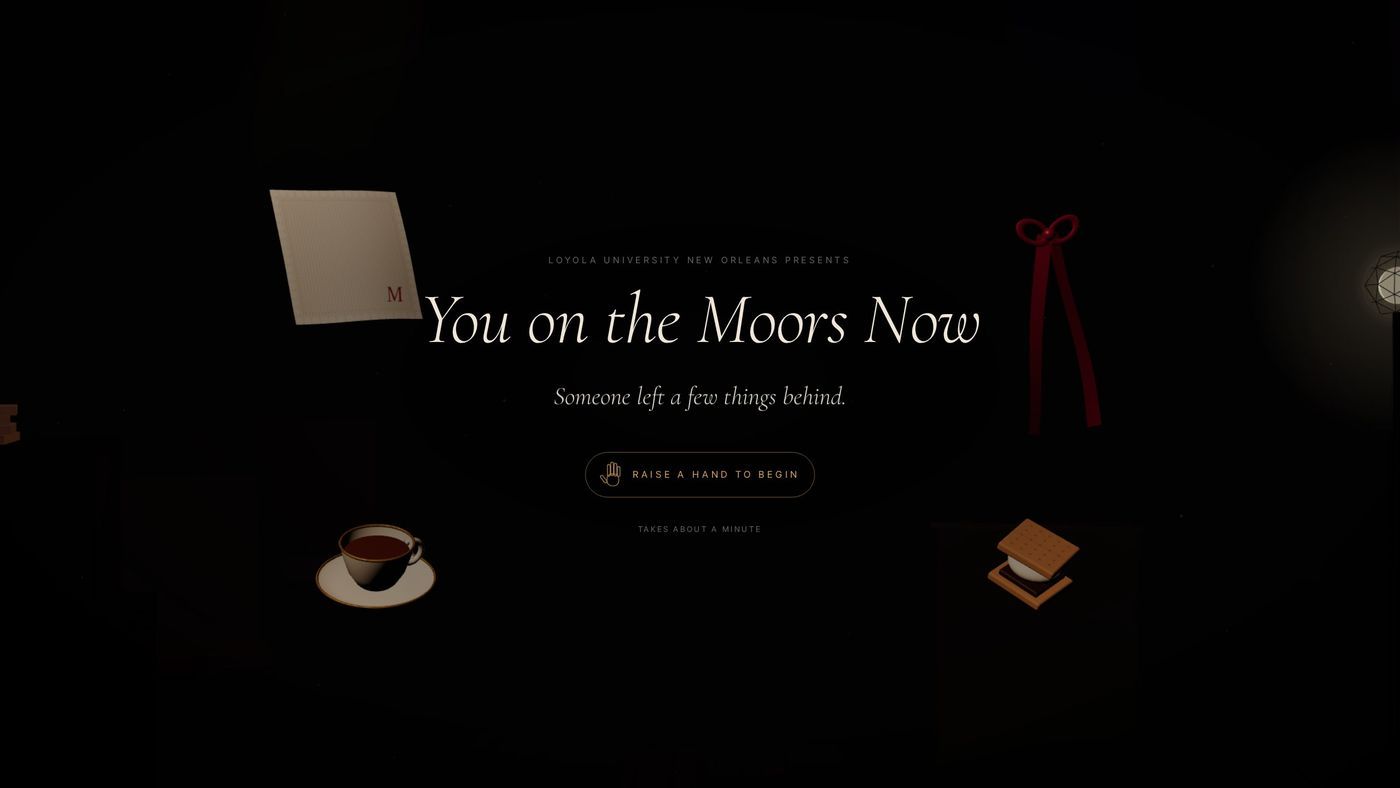 LOYOLA UNIVERSITY NEW ORLEANS PRESENTS
M
You on the Moors Now
Someone left a few things behind.
RAISE A HAND TO BEGIN
TAKES ABOUT A MINUTE